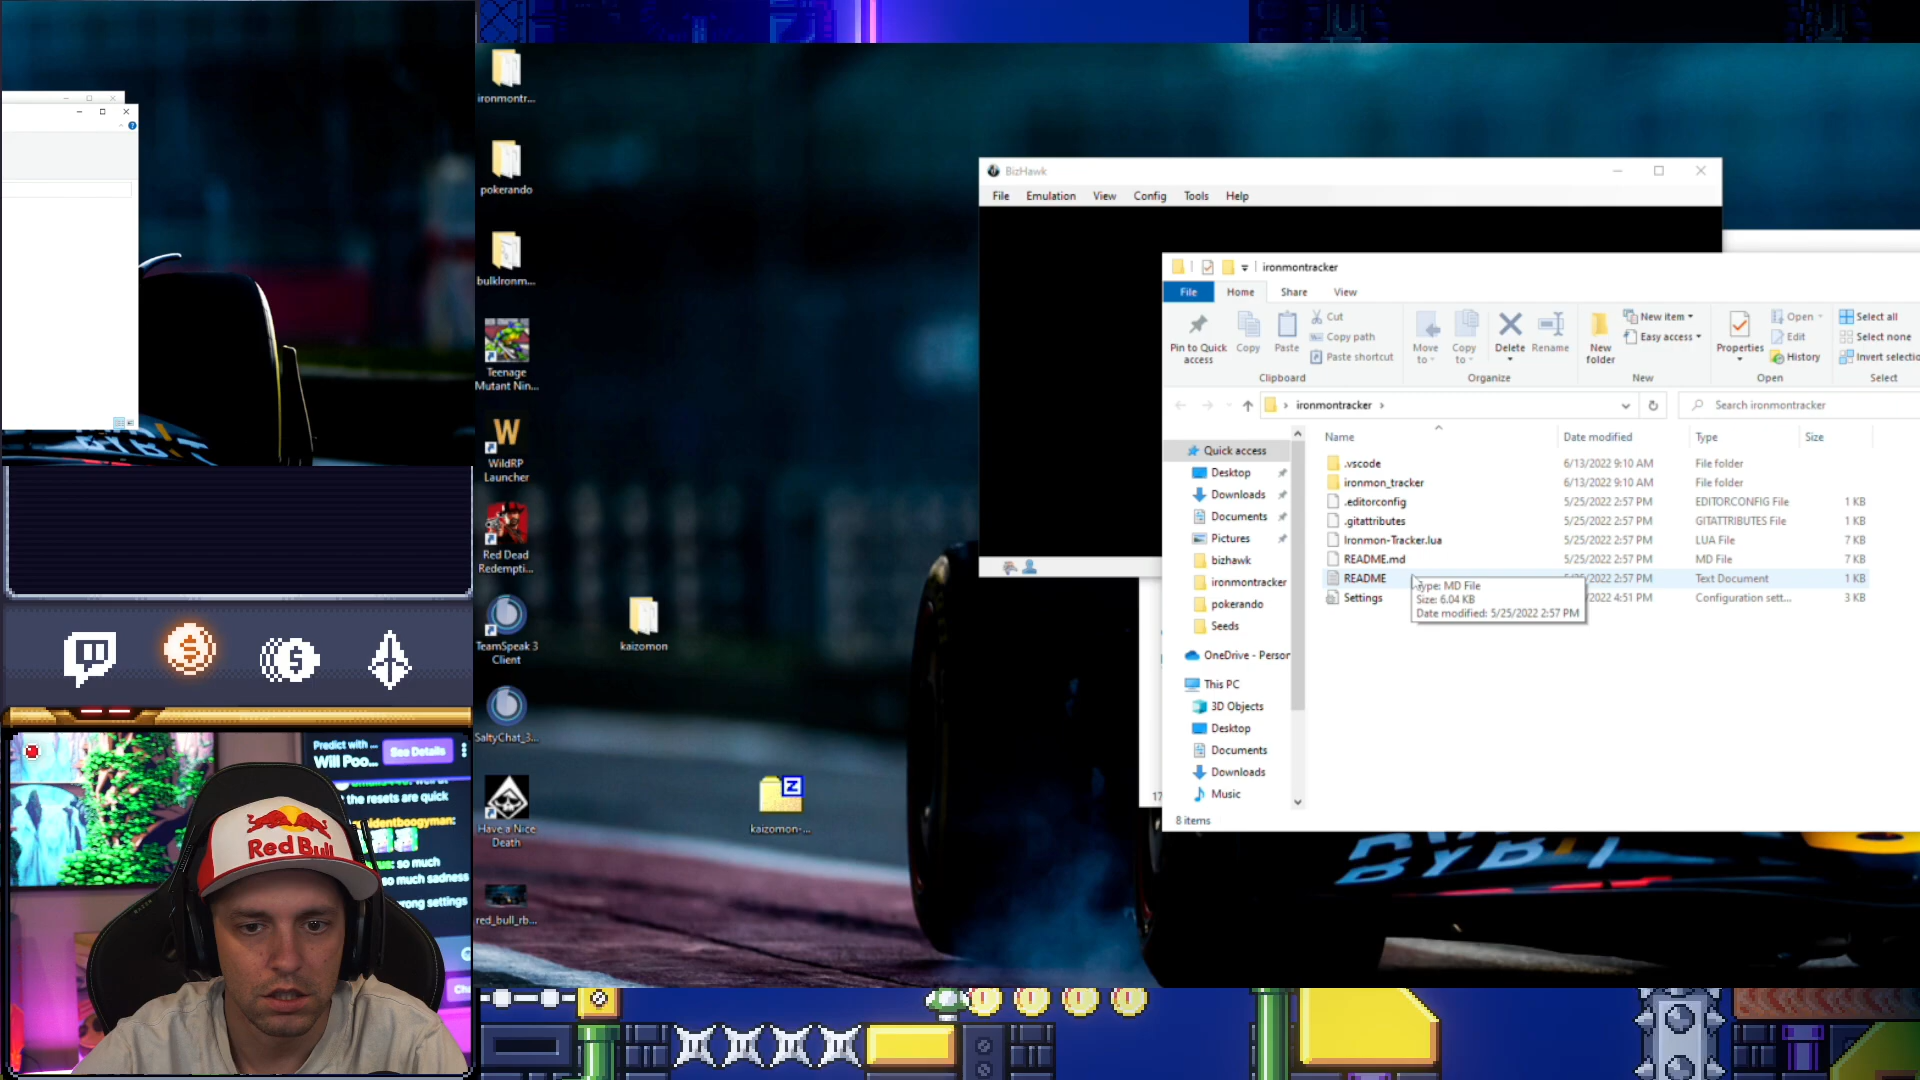 ironmontr...
pokerando
bulkIronm...
Teenage
Mutant Nin...
W
WildRP
Launcher
Red Dead
Redempti...
TeamSpeak 3
Client
SaltyChat_3...
Have a Nice
Death
red_bull_rb...
kaizomon
Z
kaizomon-...
BizHawk
File Emulation View Config Tools Help
ironmontracker
File Home Share View
Pin to Quick
access
Copy
Paste
Cut
Copy path
Paste shortcut
Clipboard
Move
to
Copy
to
Delete
Rename
Organize
New
folder
New item
Easy access
New
Properties
Open
Edit
History
Open
Select all
Select none
Invert selectio
Select
ironmontracker
Search ironmontracker
Name Date modified Type Size
.vscode 6/13/2022 9:10 AM File folder
ironmon_tracker 6/13/2022 9:10 AM File folder
.editorconfig 5/25/2022 2:57 PM EDITORCONFIG File 1 KB
.gitattributes 5/25/2022 2:57 PM GITATTRIBUTES File 1 KB
Ironmon-Tracker.lua 5/25/2022 2:57 PM LUA File 7 KB
README.md 5/25/2022 2:57 PM MD File 7 KB
README /2022 2:57 PM Text Document 1 KB
Settings /2022 4:51 PM Configuration sett... 3 KB
Type: MD File
Size: 6.04 KB
Date modified: 5/25/2022 2:57 PM
Quick access
Desktop
Downloads
Documents
Pictures
bizhawk
ironmontracker
pokerando
Seeds
OneDrive - Person
This PC
3D Objects
Desktop
Documents
Downloads
Music
17
8 items
BYBIT
BYBIT
Predict with ...
Will Poo...
See Details
the resets are quick
identboogyman:
us: so much
so much sadness
rong settings
Red Bull